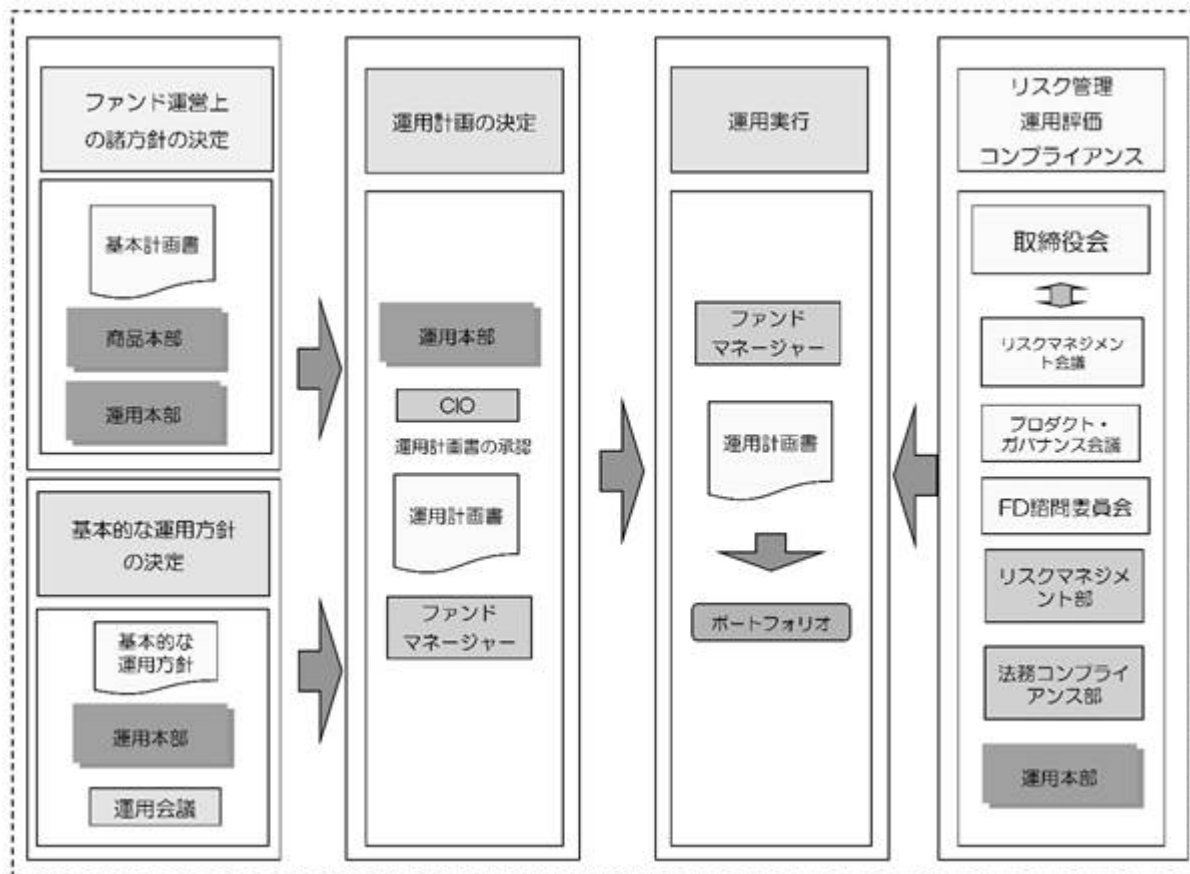 ファンド運営上
の諸方針の決定
基本計画書
商品本部
運用本部
基本的な運用方針
の決定
基本的な
運用方針
運用本部
運用会議
運用計画の決定
運用本部
CIO
運用計画書の承認
運用計画書
ファンド
マネージャー
運用実行
ファンド
マネージャー
運用計画書
ポートフォリオ
リスク管理
運用評価
コンプライアンス
取締役会
リスクマネジメン
ト会議
プロダクト・
ガバナンス会議
FD諮問委員会
リスクマネジメ
ント部
法務コンプライ
アンス部
運用本部